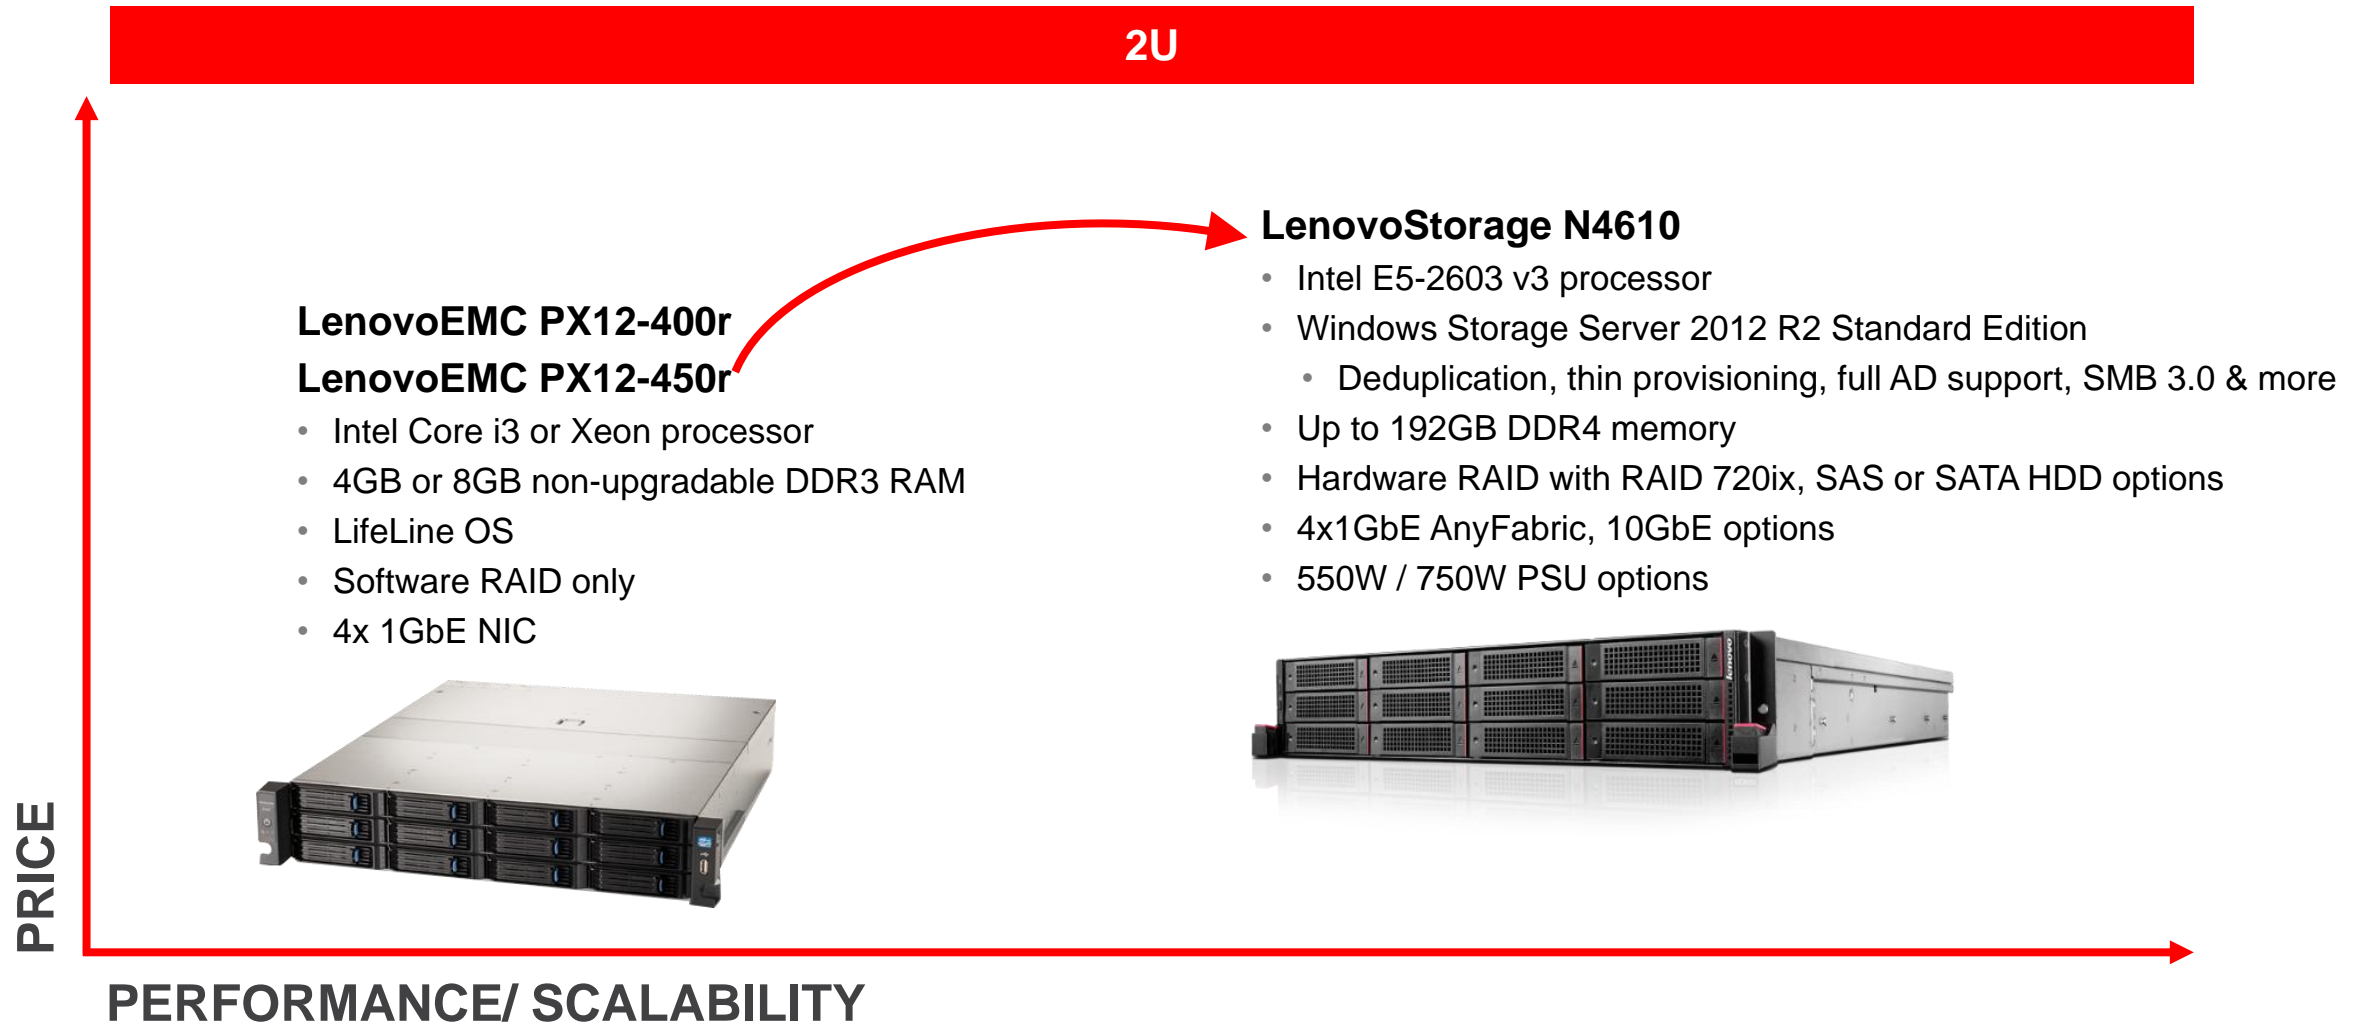 2U
LenovoEMC PX12-400r
LenovoEMC PX12-450r
• Intel Core i3 or Xeon processor
• 4GB or 8GB non-upgradable DDR3 RAM
• LifeLine OS
• Software RAID only
• 4x 1GbE NIC
LenovoStorage N4610
• Intel E5-2603 v3 processor
• Windows Storage Server 2012 R2 Standard Edition
• Deduplication, thin provisioning, full AD support, SMB 3.0 & more
• Up to 192GB DDR4 memory
• Hardware RAID with RAID 720ix, SAS or SATA HDD options
• 4x1GbE AnyFabric, 10GbE options
• 550W / 750W PSU options
lenovo
PRICE
PERFORMANCE/ SCALABILITY